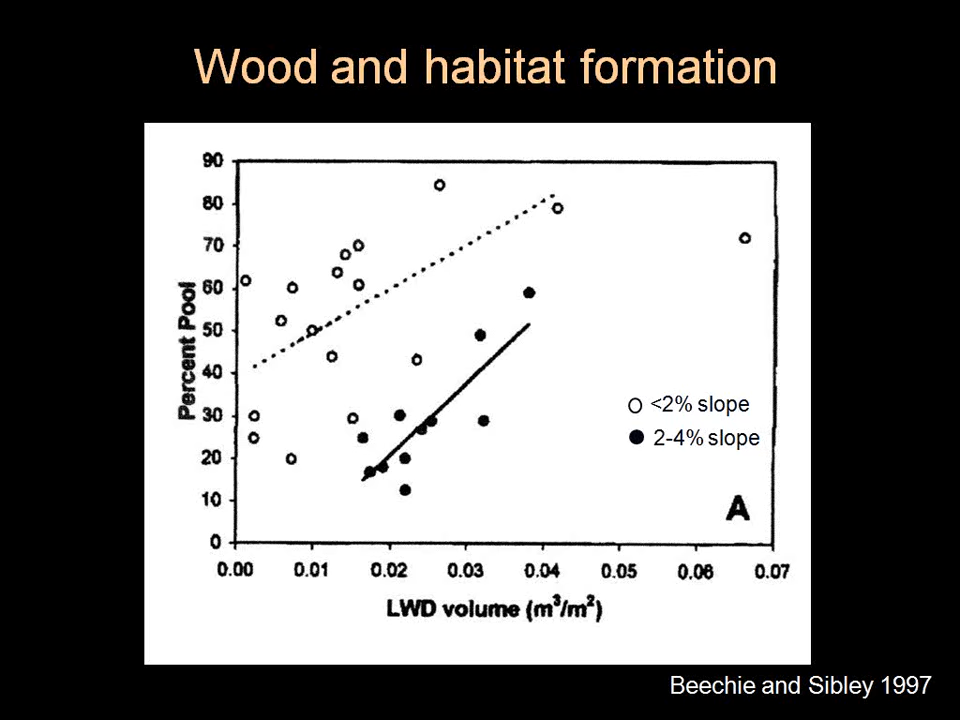 Wood and habitat formation
90
80
70
60
50
40
30
20
10
0
Percent Pool
0.00 0.01 0.02 0.03 0.04 0.05 0.06 0.07
LWD volume (m³/m²)
<2% slope
2-4% slope
A
Beechie and Sibley 1997